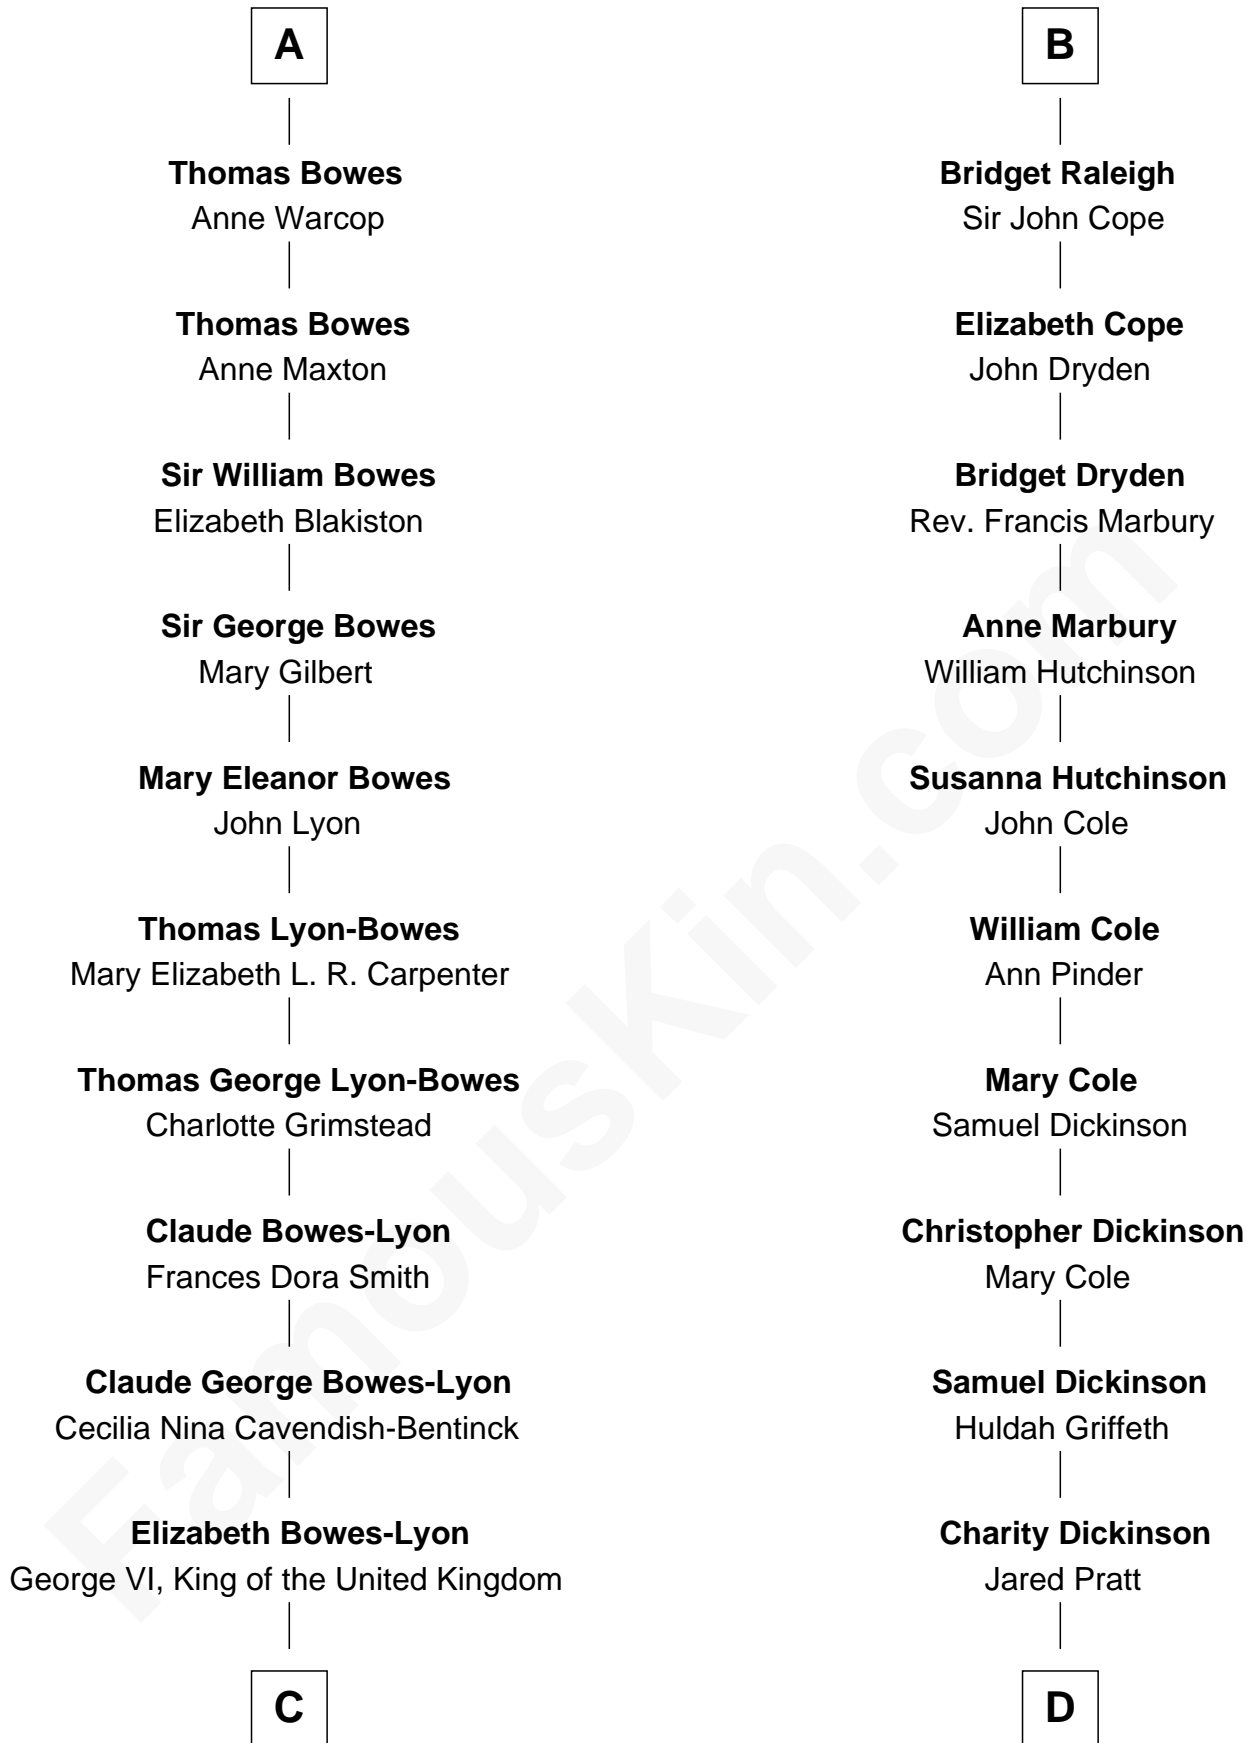 A
Thomas Bowes
Anne Warcop
Thomas Bowes
Anne Maxton
Sir William Bowes
Elizabeth Blakiston
Sir George Bowes
Mary Gilbert
Mary Eleanor Bowes
John Lyon
Thomas Lyon-Bowes
Mary Elizabeth L. R. Carpenter
Thomas George Lyon-Bowes
Charlotte Grimstead
Claude Bowes-Lyon
Frances Dora Smith
Claude George Bowes-Lyon
Cecilia Nina Cavendish-Bentinck
Elizabeth Bowes-Lyon
George VI, King of the United Kingdom
C
B
Bridget Raleigh
Sir John Cope
Elizabeth Cope
John Dryden
Bridget Dryden
Rev. Francis Marbury
Anne Marbury
William Hutchinson
Susanna Hutchinson
John Cole
William Cole
Ann Pinder
Mary Cole
Samuel Dickinson
Christopher Dickinson
Mary Cole
Samuel Dickinson
Huldah Griffeth
Charity Dickinson
Jared Pratt
D
FamousKin.com